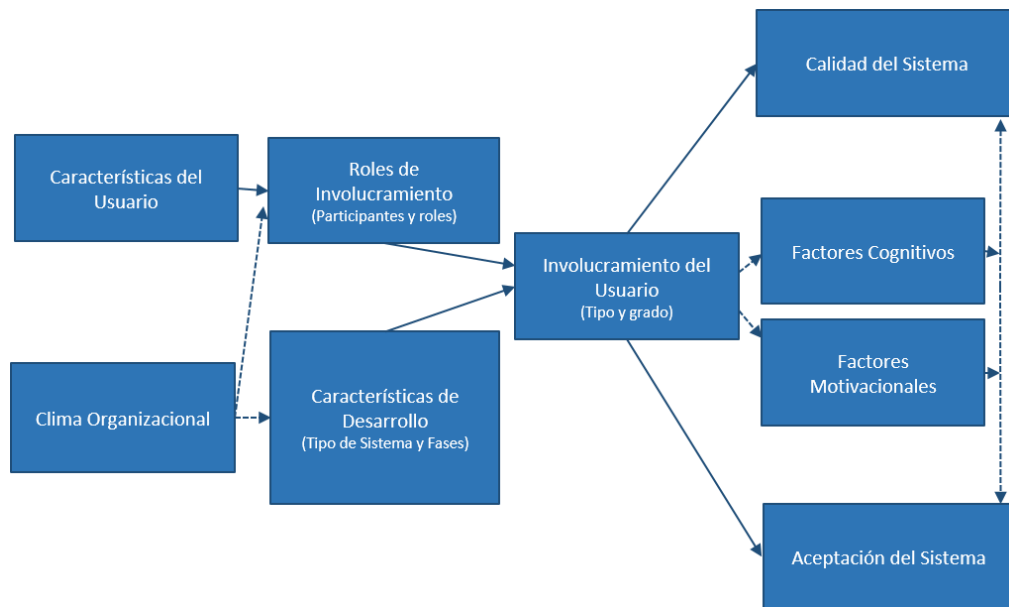 Calidad del Sistema
Características del
Usuario
Roles de
Involucramiento
(Participantes y roles)
Involucramiento del
Usuario
(Tipo y grado)
Factores Cognitivos
Factores
Motivacionales
Clima Organizacional
Características de
Desarrollo
(Tipo de Sistema y Fases)
Aceptación del Sistema